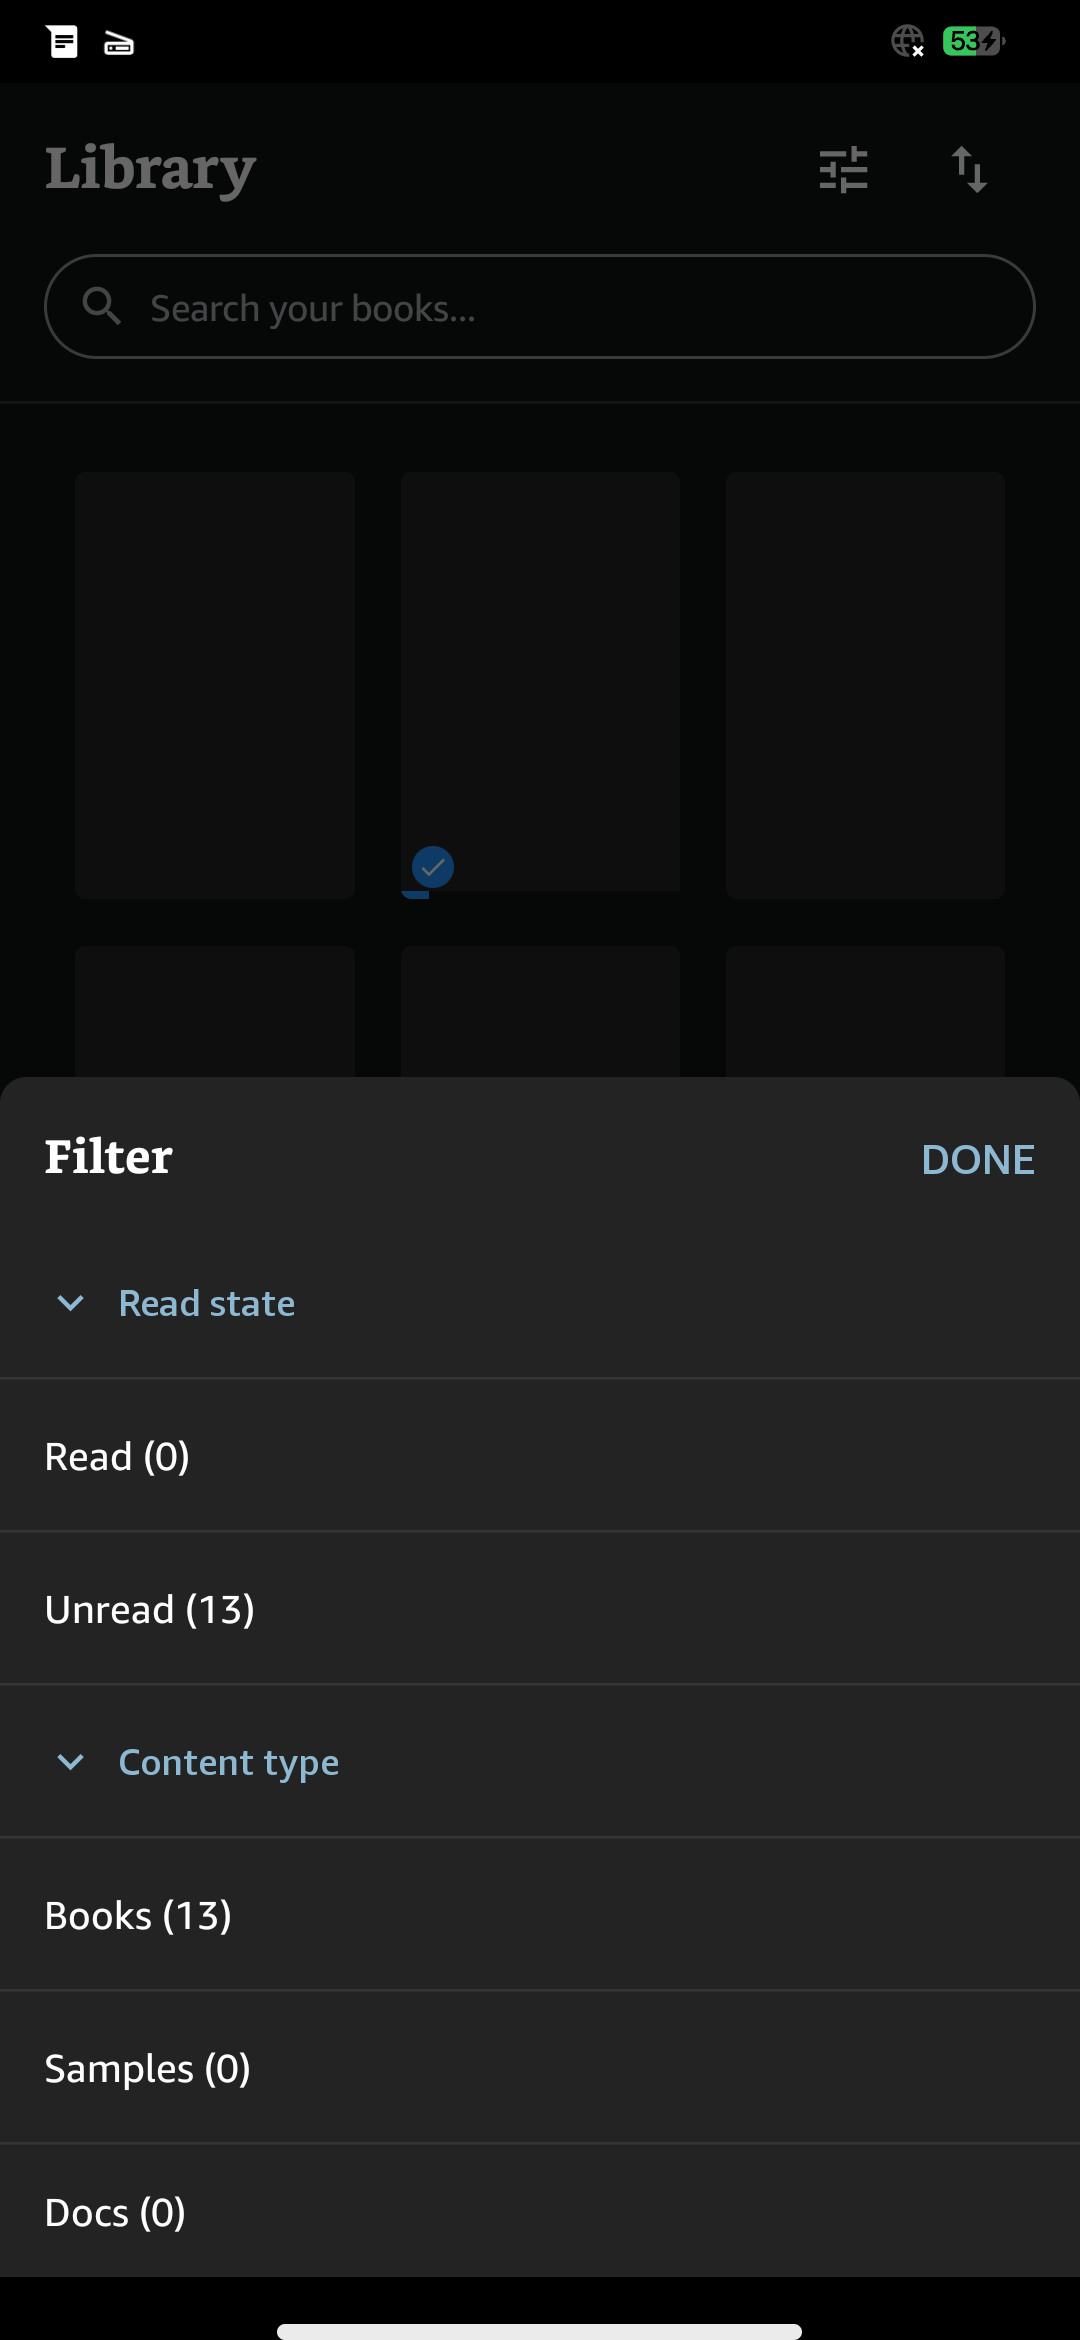 53
Library
Search your books...
Filter
DONE
Read state
Read (0)
Unread (13)
Content type
Books (13)
Samples (0)
Docs (0)